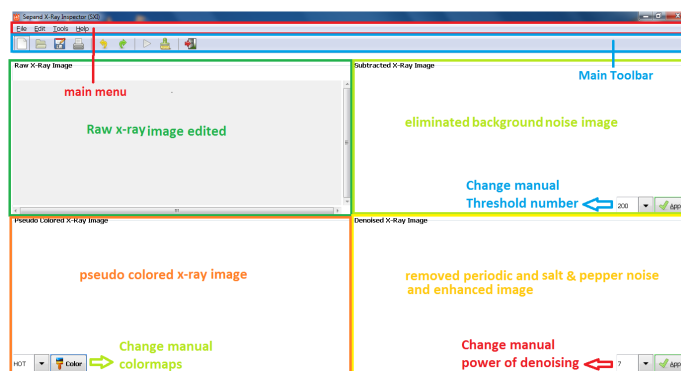 Sepand X-Ray Inspector (SXI)
File Edit Tools Help
Main Toolbar
Raw X-Ray Image
main menu
Raw x-ray image edited
Subtracted X-Ray Image
eliminated background noise image
Change manual
Threshold number
200
App
Pseudo Colored X-Ray Image
pseudo colored x-ray image
Change manual
colormaps
HOT
Color
Denoised X-Ray Image
removed periodic and salt & pepper noise
and enhanced image
Change manual
power of denoising
7
App